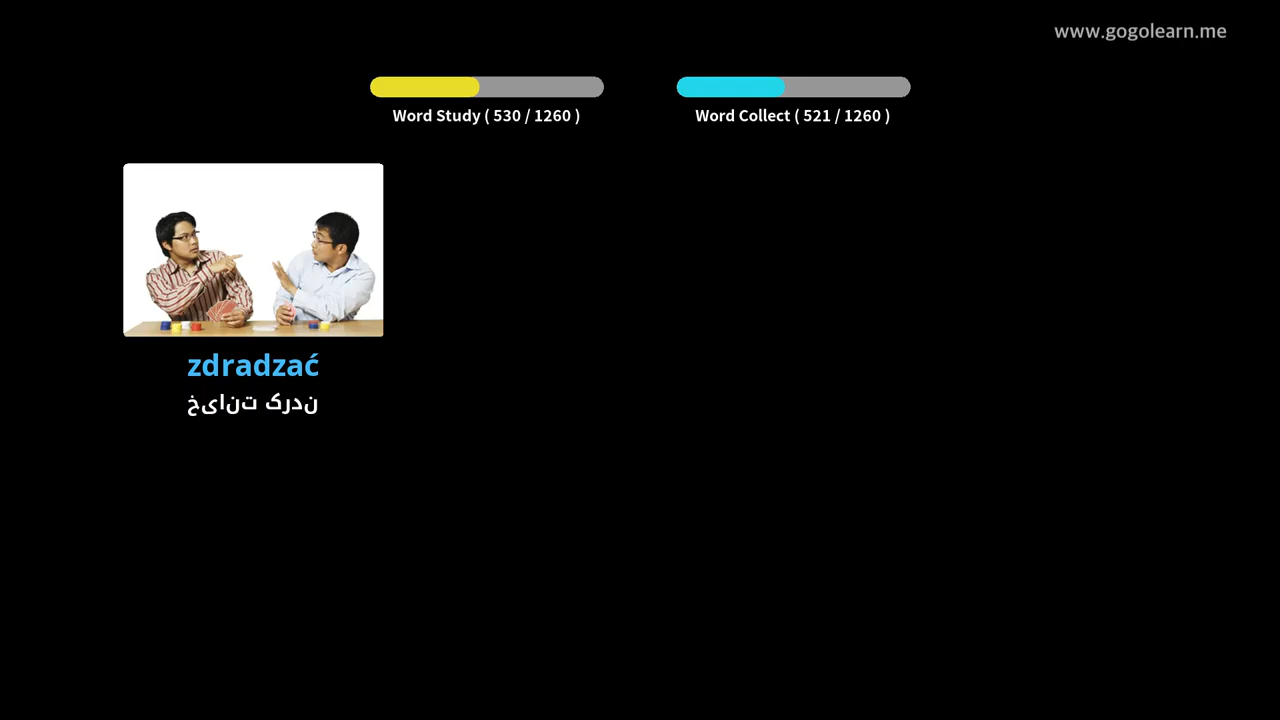 www.gogolearn.me
Word Study ( 530 / 1260 )
Word Collect ( 521 / 1260 )
zdradzać
خیانت کردن